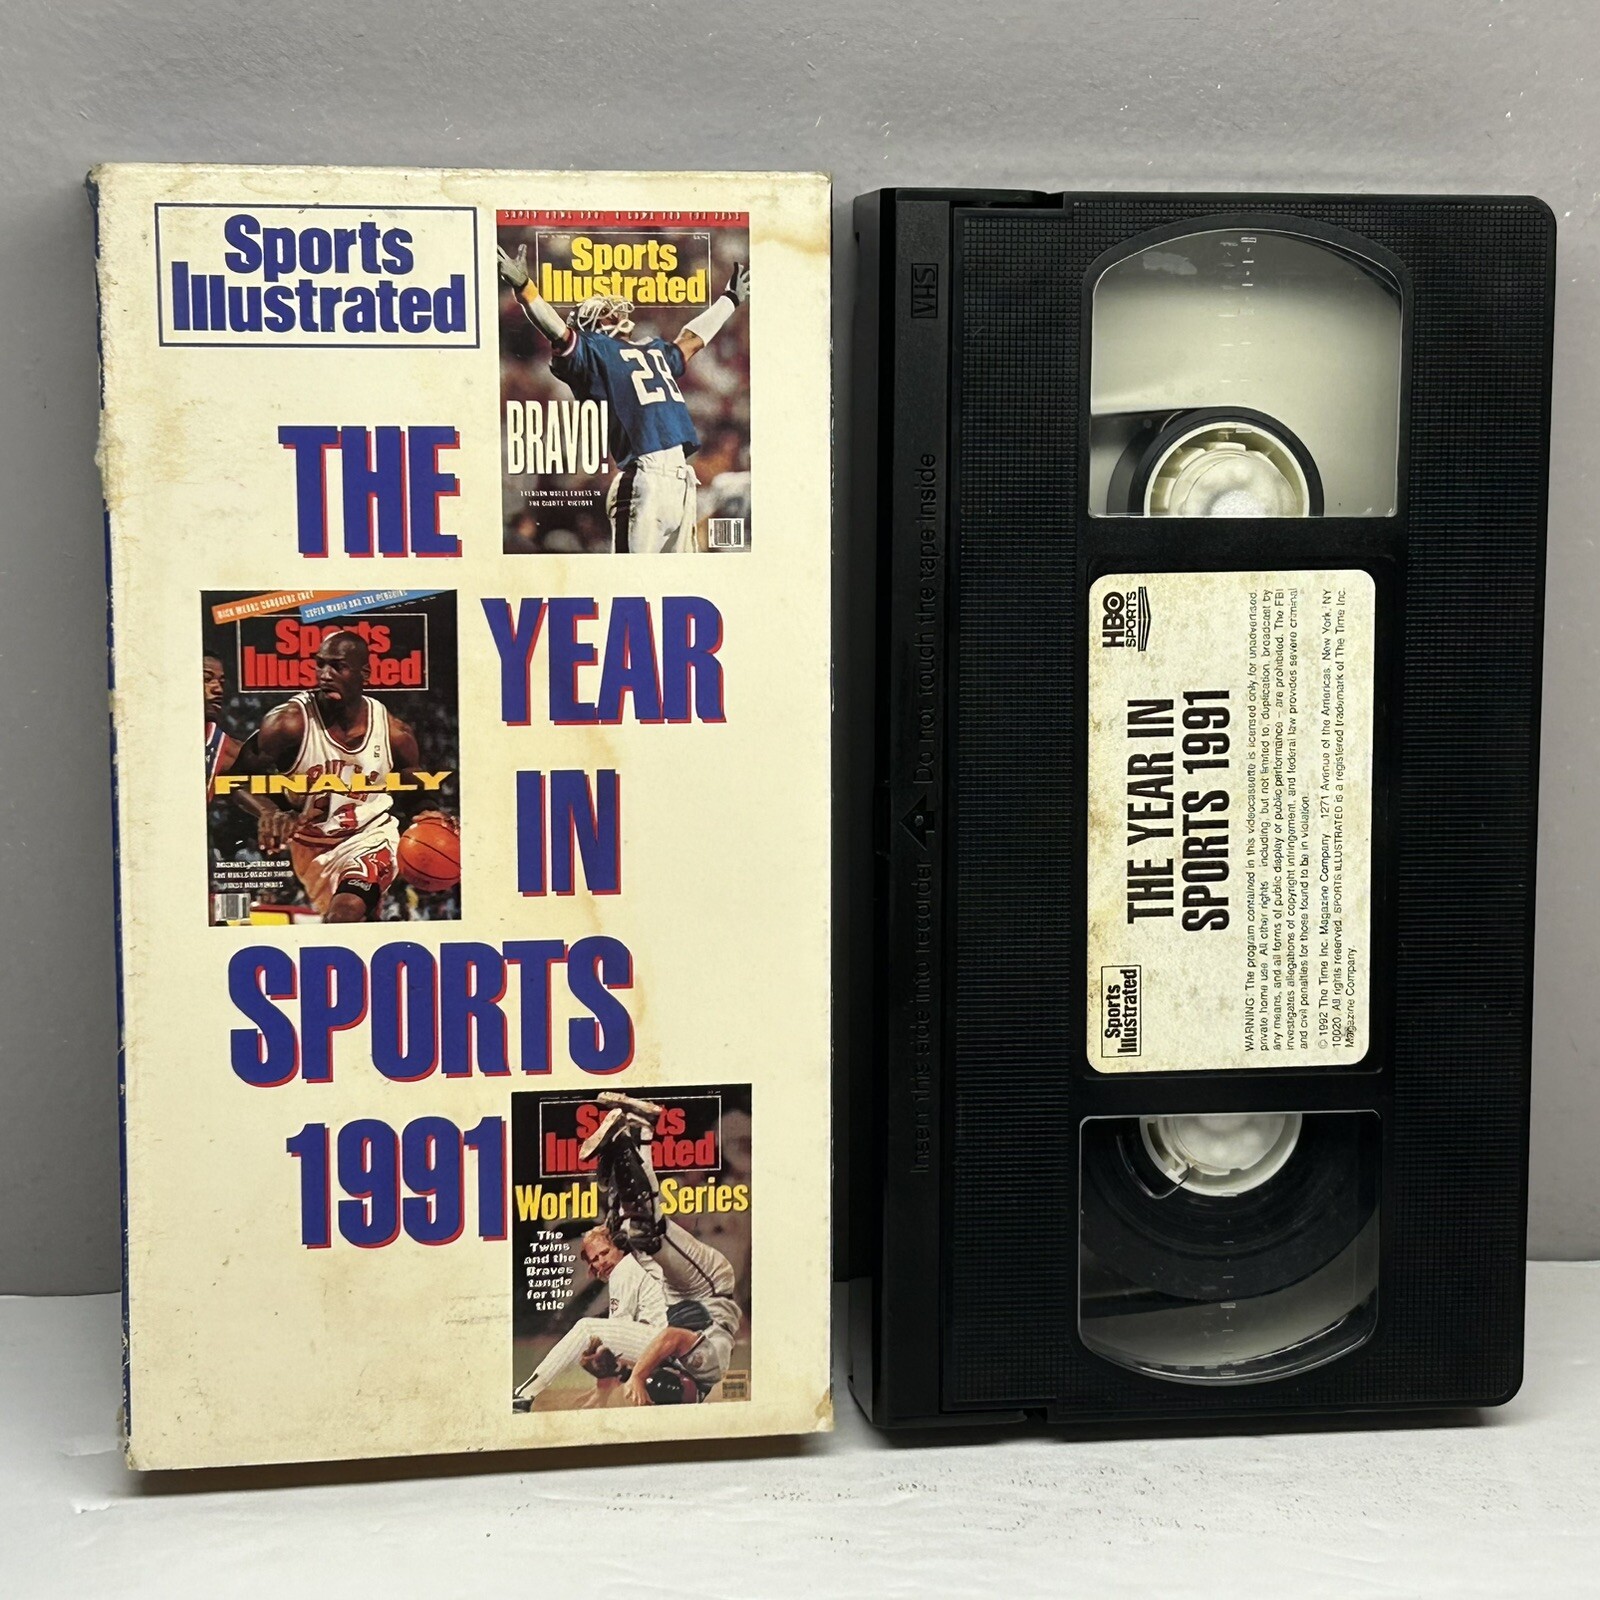 Sports
Illustrated
THE
YEAR
IN
SPORTS
1991
Sports
Illustrated
BRAVO!
Sports
Illustrated
FINALLY
World Series
The
Twins
and the
Braves
tangle
for the
title
VHS
Do not touch the tape inside
Insert this side into recorder
HBO
SPORTS
THE YEAR IN
SPORTS 1991
Sports
Illustrated
WARNING: The program contained in this videocassette is licensed only for unadvertised,
private home use. All other rights including, but not limited to, duplication, broadcast by
any means, and all forms of public display or public performance – are prohibited. The FBI
investigates allegations of copyright infringement, and federal law provides severe criminal
and civil penalties for those found to be in violation.
© 1992 The Time Inc. Magazine Company 1271 Avenue of the Americas, New York, NY
10020. All rights reserved. SPORTS ILLUSTRATED is a registered trademark of The Time Inc.
Magazine Company.